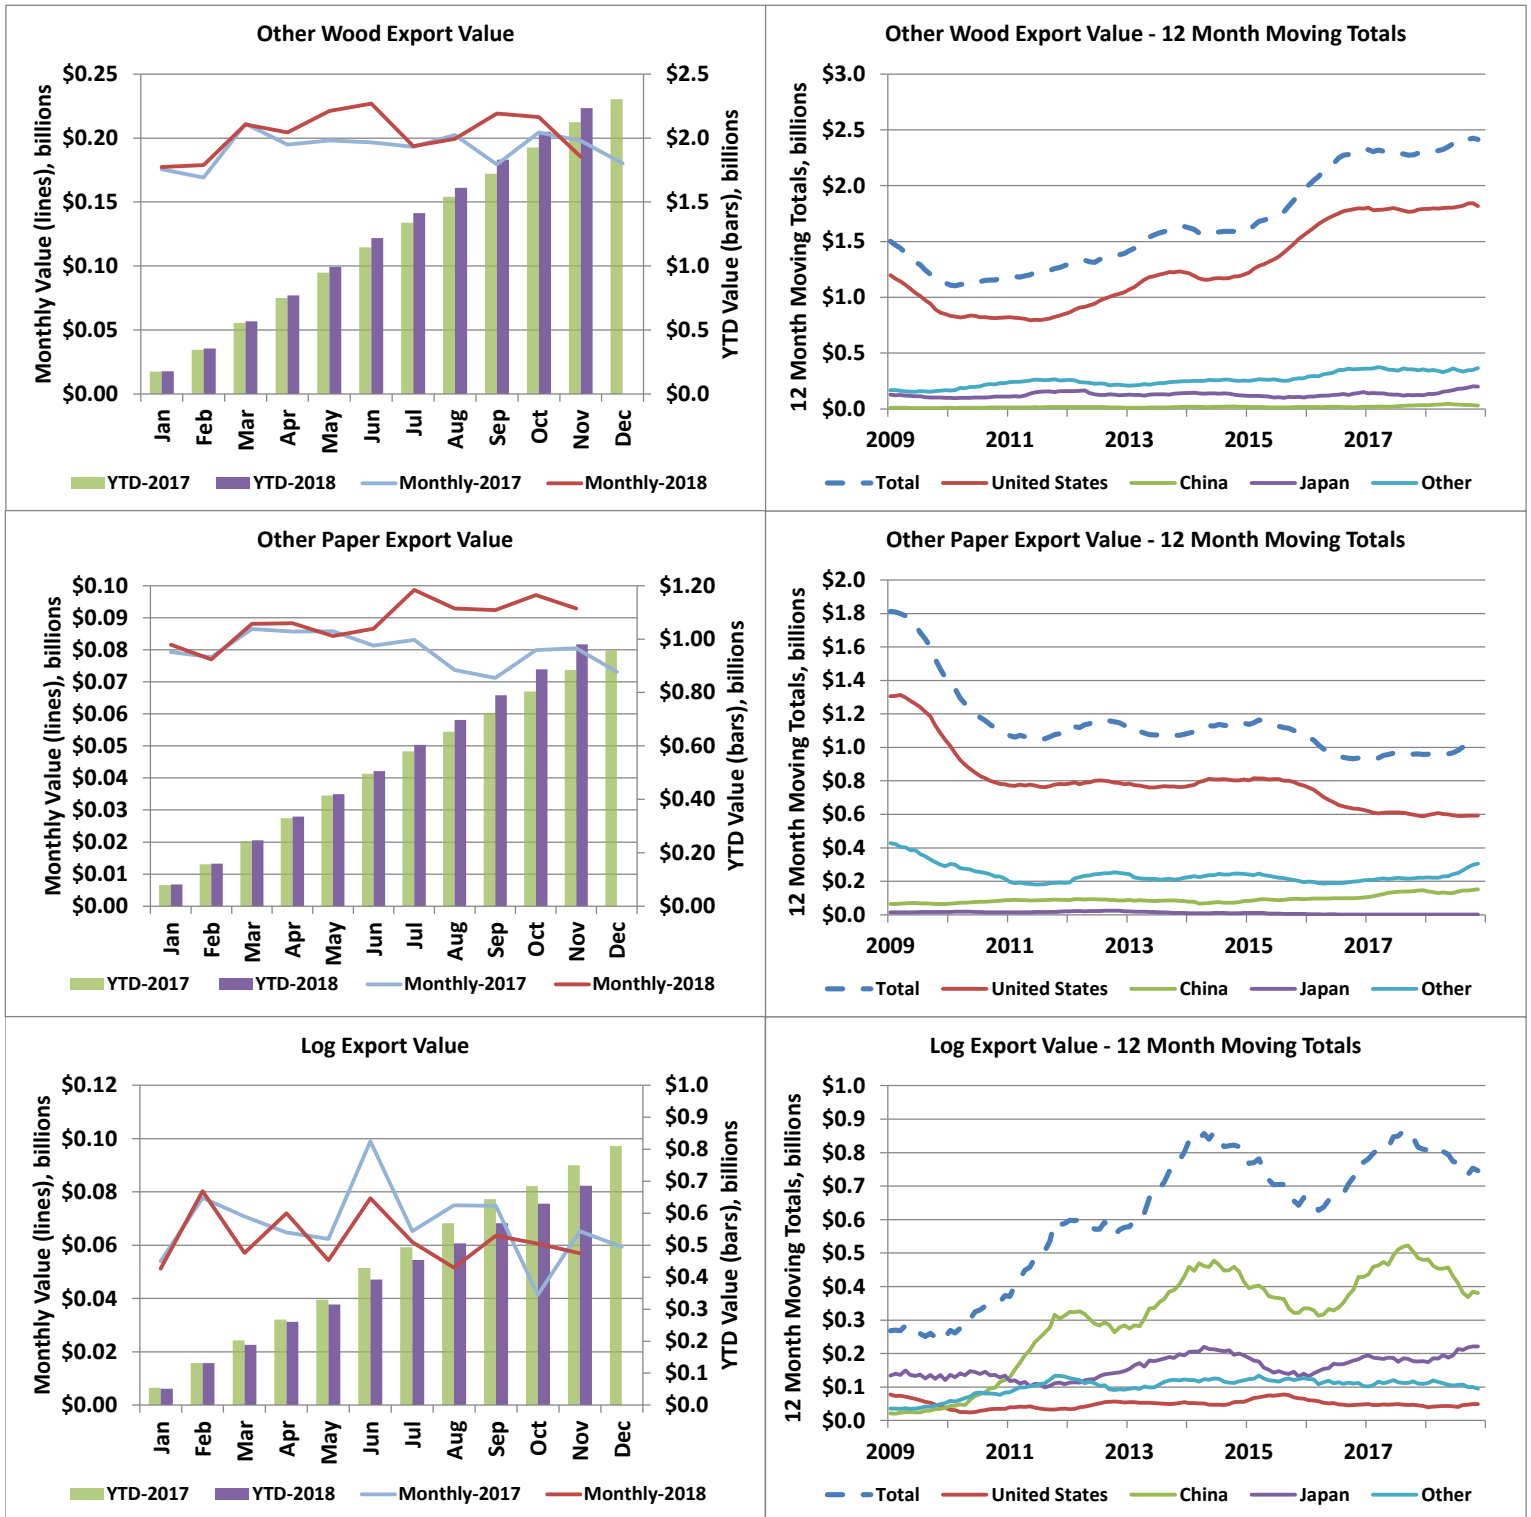 Other Wood Export Value
$0.25
$0.20
$0.15
$0.10
$0.05
$0.00
Monthly Value (lines), billions
$2.5
$2.0
$1.5
$1.0
$0.5
$0.0
YTD Value (bars), billions
Jan Feb Mar Apr May Jun Jul Aug Sep Oct Nov Dec
YTD-2017 YTD-2018 Monthly-2017 Monthly-2018
Other Wood Export Value - 12 Month Moving Totals
$3.0
$2.5
$2.0
$1.5
$1.0
$0.5
$0.0
12 Month Moving Totals, billions
2009 2011 2013 2015 2017
Total United States China Japan Other
Other Paper Export Value
$0.10
$0.09
$0.08
$0.07
$0.06
$0.05
$0.04
$0.03
$0.02
$0.01
$0.00
Monthly Value (lines), billions
$1.20
$1.00
$0.80
$0.60
$0.40
$0.20
$0.00
YTD Value (bars), billions
Jan Feb Mar Apr May Jun Jul Aug Sep Oct Nov Dec
YTD-2017 YTD-2018 Monthly-2017 Monthly-2018
Other Paper Export Value - 12 Month Moving Totals
$2.0
$1.8
$1.6
$1.4
$1.2
$1.0
$0.8
$0.6
$0.4
$0.2
$0.0
12 Month Moving Totals, billions
2009 2011 2013 2015 2017
Total United States China Japan Other
Log Export Value
$0.12
$0.10
$0.08
$0.06
$0.04
$0.02
$0.00
Monthly Value (lines), billions
$1.0
$0.9
$0.8
$0.7
$0.6
$0.5
$0.4
$0.3
$0.2
$0.1
$0.0
YTD Value (bars), billions
Jan Feb Mar Apr May Jun Jul Aug Sep Oct Nov Dec
YTD-2017 YTD-2018 Monthly-2017 Monthly-2018
Log Export Value - 12 Month Moving Totals
$1.0
$0.9
$0.8
$0.7
$0.6
$0.5
$0.4
$0.3
$0.2
$0.1
$0.0
12 Month Moving Totals, billions
2009 2011 2013 2015 2017
Total United States China Japan Other